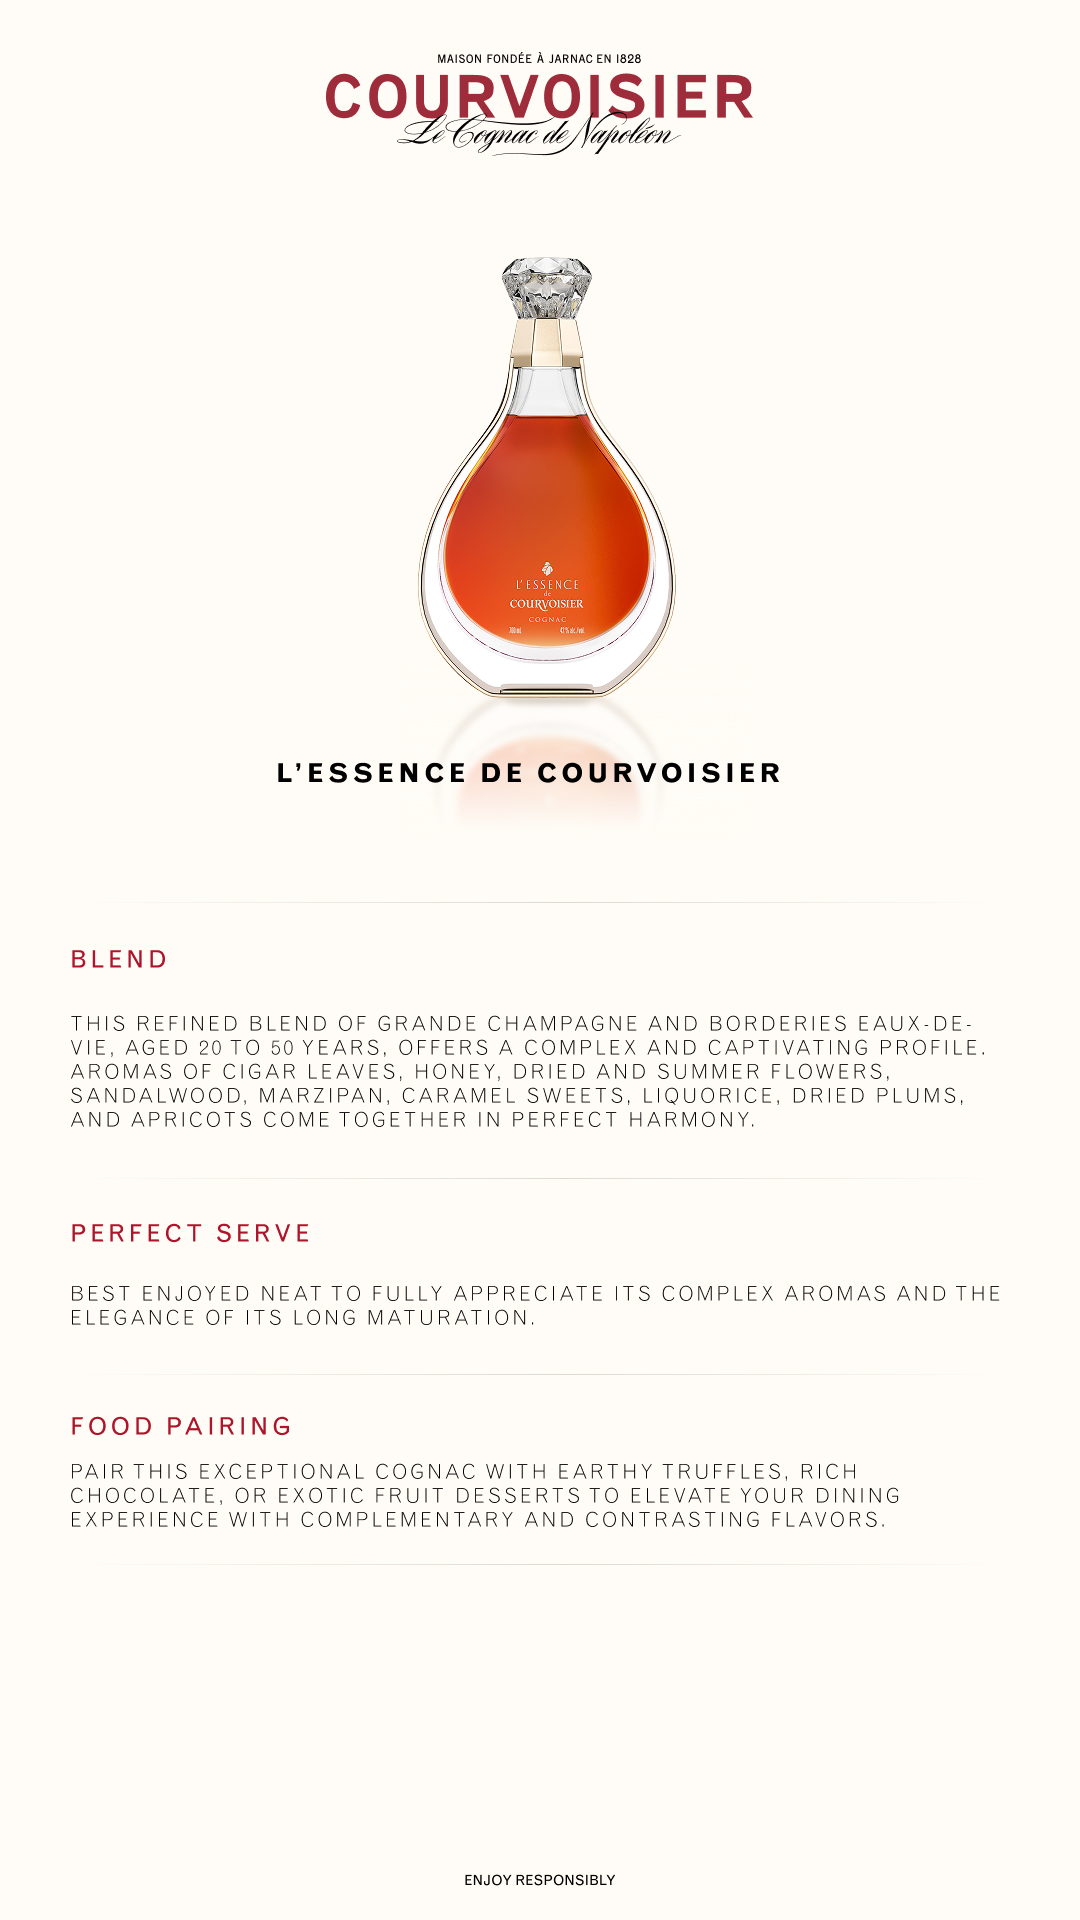 MAISON FONDÉE À JARNAC EN 1828
COURVOISIER
Le Cognac de Napoléon
L'ESSENCE
de
COURVOISIER
COGNAC
700 ml 42% alc./vol.
L’ESSENCE DE COURVOISIER
BLEND
THIS REFINED BLEND OF GRANDE CHAMPAGNE AND BORDERIES EAUX-DE-
VIE, AGED 20 TO 50 YEARS, OFFERS A COMPLEX AND CAPTIVATING PROFILE.
AROMAS OF CIGAR LEAVES, HONEY, DRIED AND SUMMER FLOWERS,
SANDALWOOD, MARZIPAN, CARAMEL SWEETS, LIQUORICE, DRIED PLUMS,
AND APRICOTS COME TOGETHER IN PERFECT HARMONY.
PERFECT SERVE
BEST ENJOYED NEAT TO FULLY APPRECIATE ITS COMPLEX AROMAS AND THE
ELEGANCE OF ITS LONG MATURATION.
FOOD PAIRING
PAIR THIS EXCEPTIONAL COGNAC WITH EARTHY TRUFFLES, RICH
CHOCOLATE, OR EXOTIC FRUIT DESSERTS TO ELEVATE YOUR DINING
EXPERIENCE WITH COMPLEMENTARY AND CONTRASTING FLAVORS.
ENJOY RESPONSIBLY